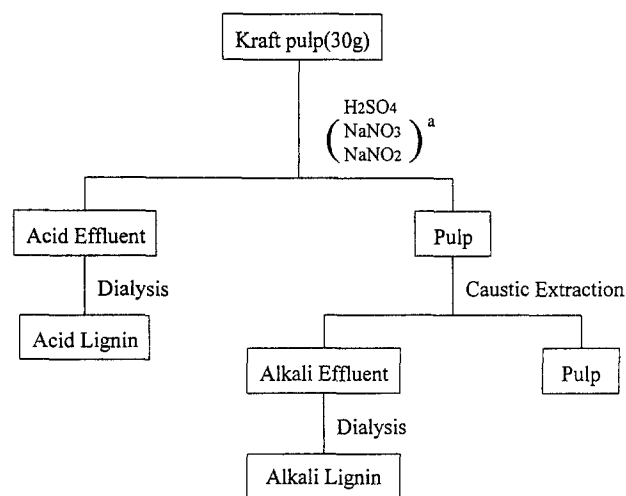 Kraft pulp(30g)
H2SO4
NaNO3
NaNO2
a
Acid Effluent
Pulp
Dialysis
Caustic Extraction
Acid Lignin
Alkali Effluent
Pulp
Dialysis
Alkali Lignin